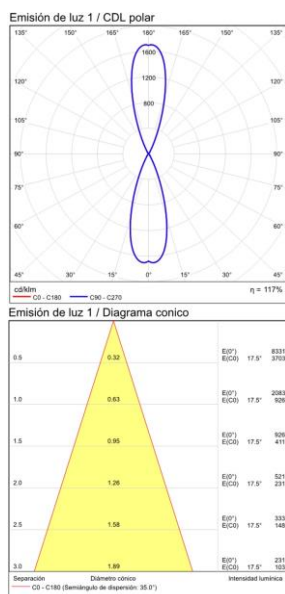 Emisión de luz 1 / CDL polar
135° 150° 165° 180° 165° 150° 135°
1600
120° 1200 120°
105° 800 105°
90° 90°
75° 75°
60° 60°
45° 30° 15° 0° 15° 30° 45°
cd/klm η = 117%
C0 - C180 C90 - C270
Emisión de luz 1 / Diagrama conico
0.5 0.32 E(0°) 8331
E(C0) 17.5° 3703
1.0 0.63 E(0°) 2083
E(C0) 17.5° 926
1.5 0.95 E(0°) 926
E(C0) 17.5° 411
2.0 1.26 E(0°) 521
E(C0) 17.5° 231
2.5 1.58 E(0°) 333
E(C0) 17.5° 148
3.0 1.89 E(0°) 231
E(C0) 17.5° 103
Separación Diámetro cónico Intensidad lumínica
C0 - C180 (Semiángulo de dispersión: 35.0°)